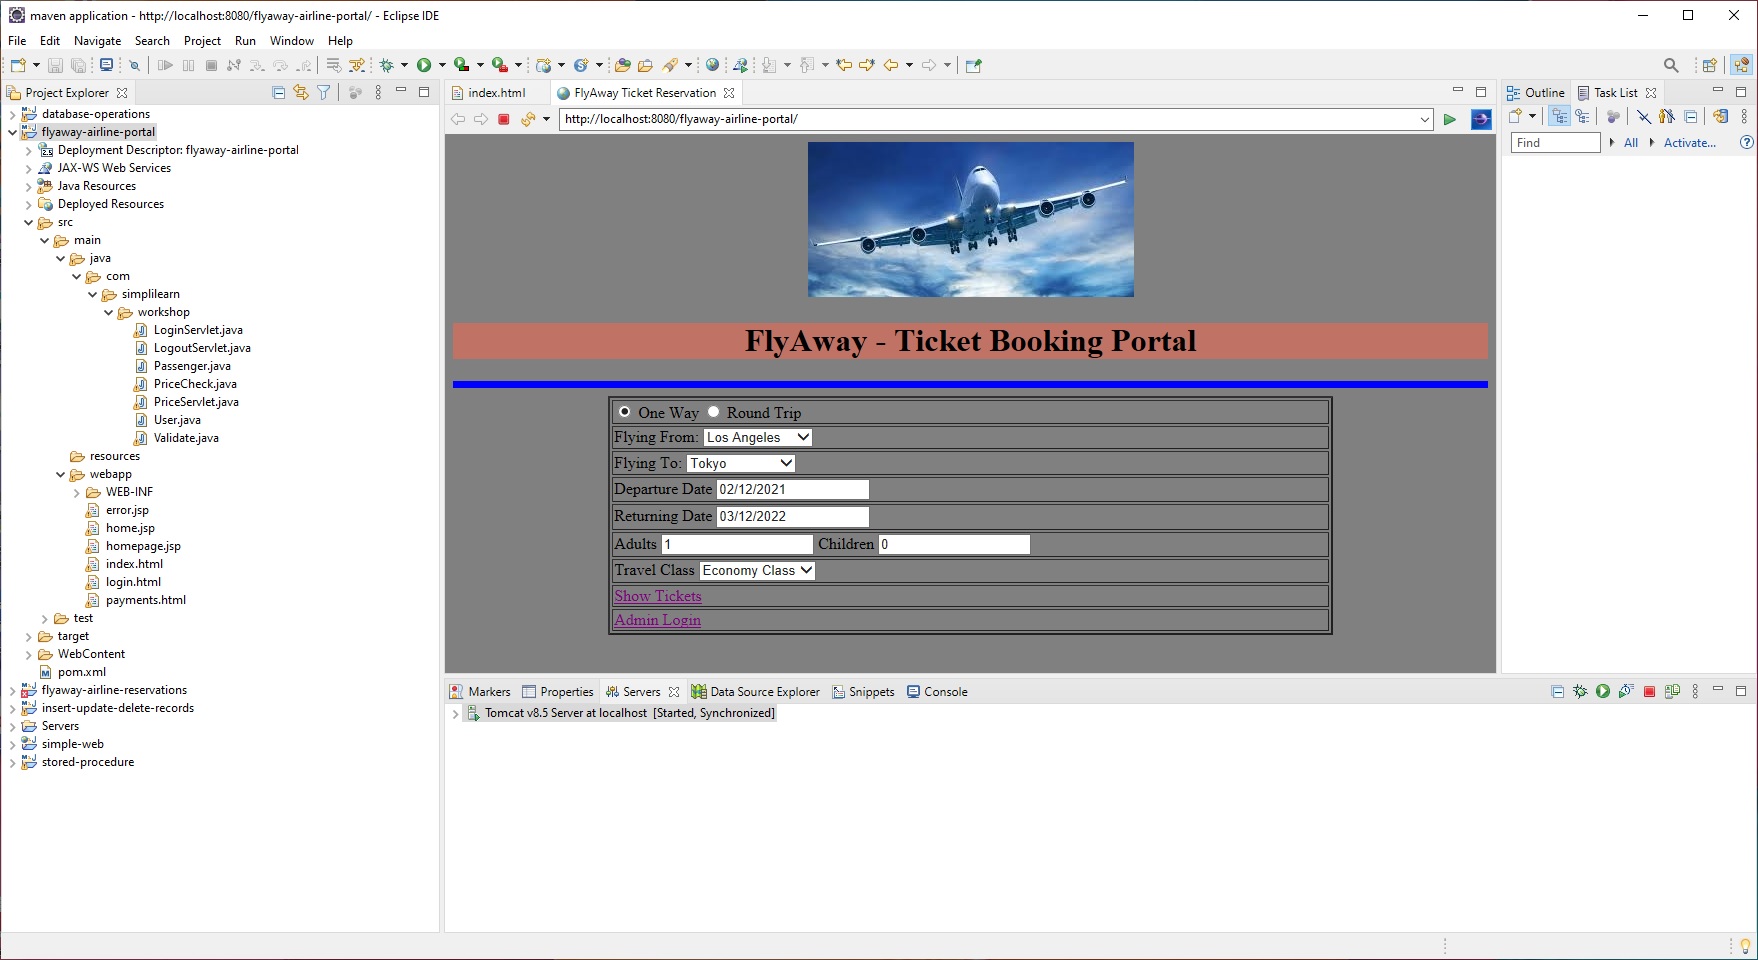 maven application - http://localhost:8080/flyaway-airline-portal/ - Eclipse IDE
File Edit Navigate Search Project Run Window Help
Project Explorer
database-operations
flyaway-airline-portal
Deployment Descriptor: flyaway-airline-portal
JAX-WS Web Services
Java Resources
Deployed Resources
src
main
java
com
simplilearn
workshop
LoginServlet.java
LogoutServlet.java
Passenger.java
PriceCheck.java
PriceServlet.java
User.java
Validate.java
resources
webapp
WEB-INF
error.jsp
home.jsp
homepage.jsp
index.html
login.html
payments.html
test
target
WebContent
pom.xml
flyaway-airline-reservations
insert-update-delete-records
Servers
simple-web
stored-procedure
index.html FlyAway Ticket Reservation
http://localhost:8080/flyaway-airline-portal/
FlyAway - Ticket Booking Portal
One Way Round Trip
Flying From: Los Angeles
Flying To: Tokyo
Departure Date 02/12/2021
Returning Date 03/12/2022
Adults 1 Children 0
Travel Class Economy Class
Show Tickets
Admin Login
Markers Properties Servers Data Source Explorer Snippets Console
Tomcat v8.5 Server at localhost [Started, Synchronized]
Outline Task List
Find All Activate...